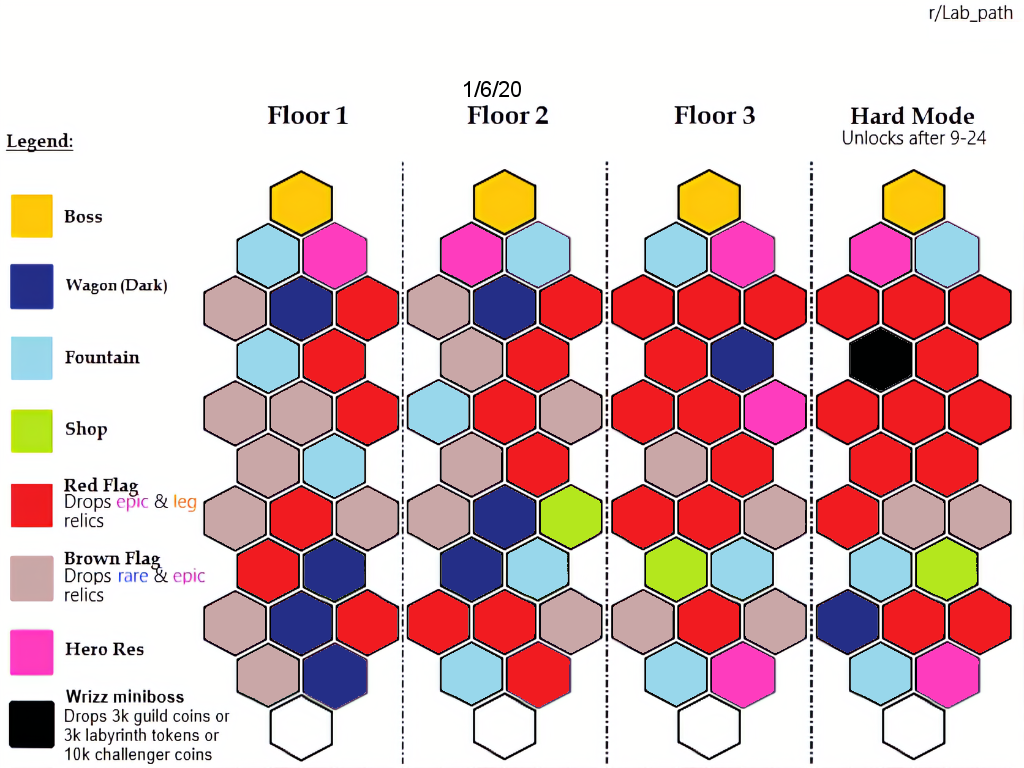 r/Lab_path
1/6/20
Floor 1
Floor 2
Floor 3
Hard Mode
Unlocks after 9-24
Legend:
Boss
Wagon (Dark)
Fountain
Shop
Red Flag
Drops epic & leg
relics
Brown Flag
Drops rare & epic
relics
Hero Res
Wrizz miniboss
Drops 3k guild coins or
3k labyrinth tokens or
10k challenger coins